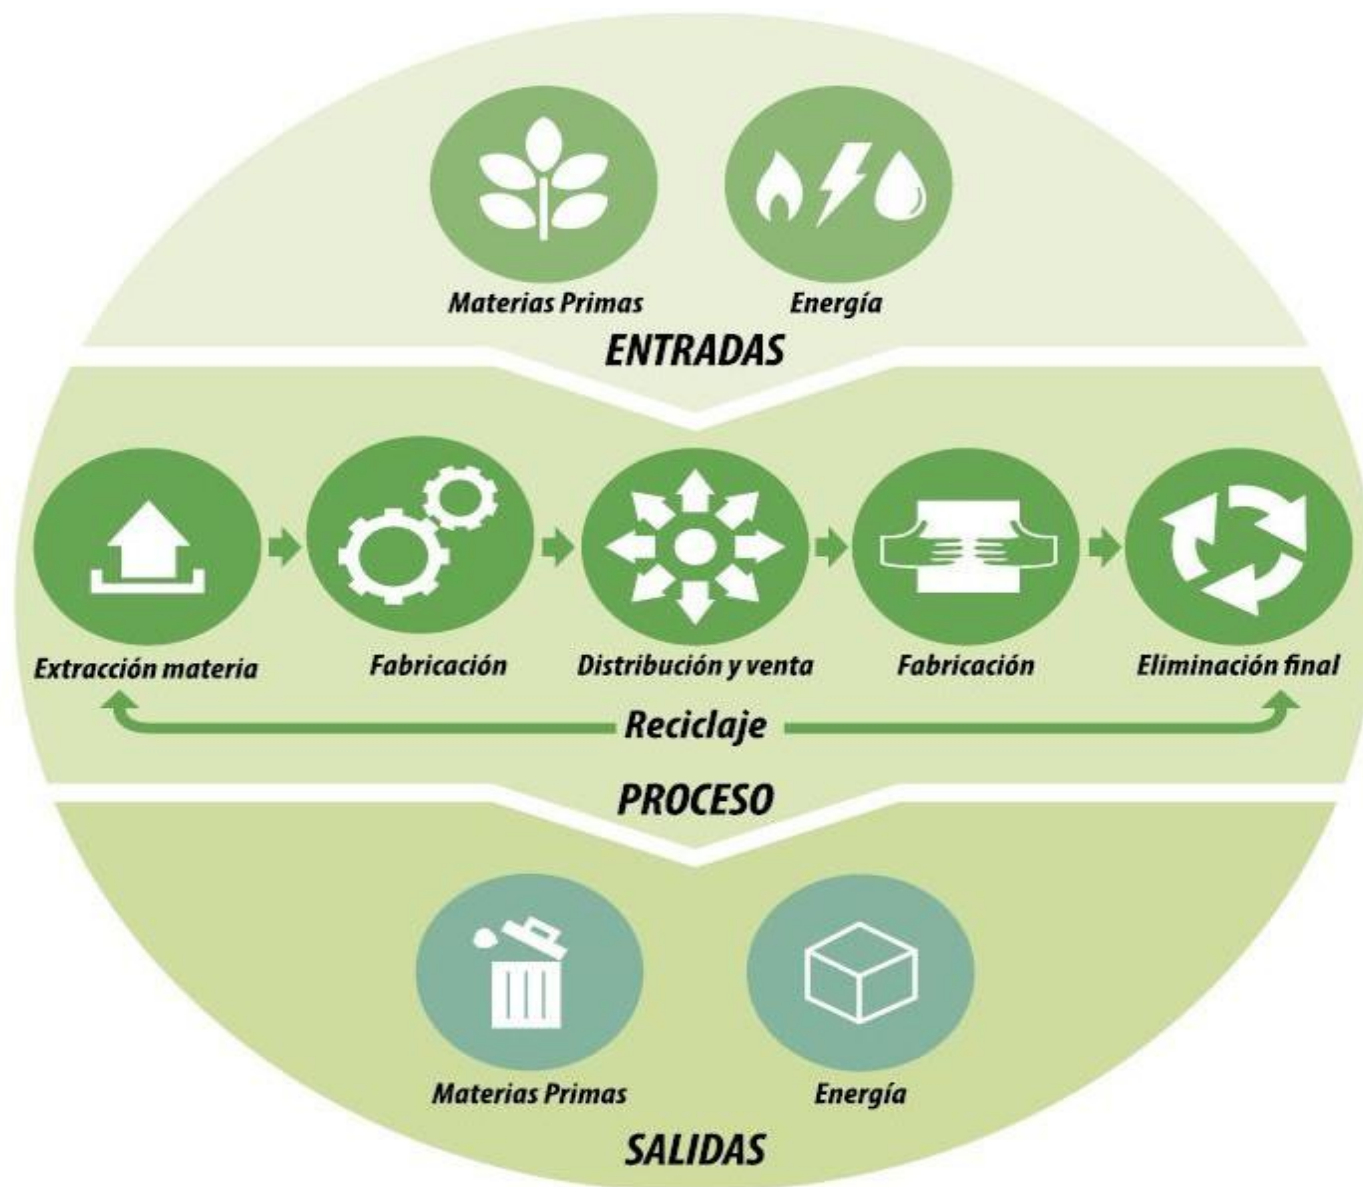 Materias Primas
Energía
ENTRADAS
Extracción materia
Fabricación
Distribución y venta
Fabricación
Eliminación final
Reciclaje
PROCESO
Materias Primas
Energía
SALIDAS